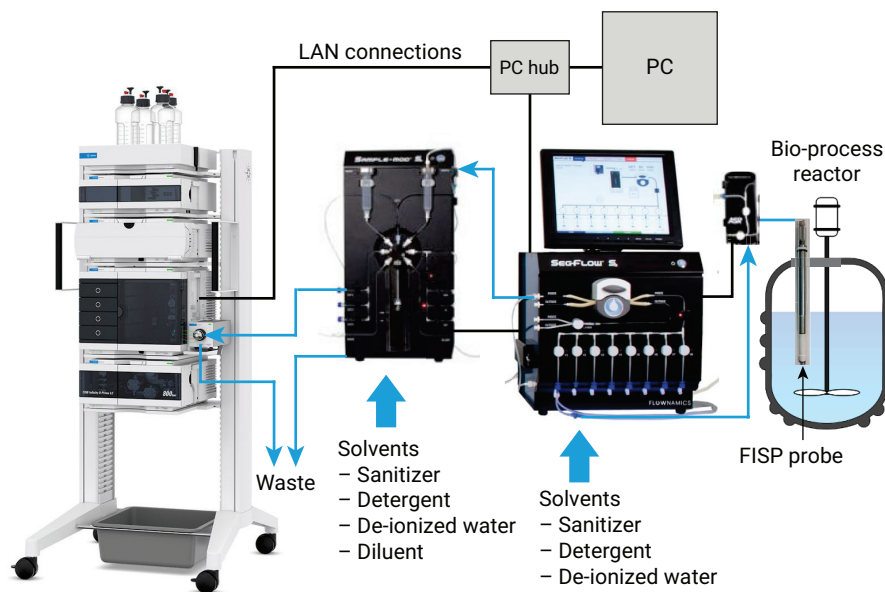 LAN connections
PC hub
PC
SAMPLE-MOD
Bio-process
reactor
ASR
SEG-FLOW S
FLOWNAMICS
FISP probe
Waste
Solvents
– Sanitizer
– Detergent
– De-ionized water
– Diluent
Solvents
– Sanitizer
– Detergent
– De-ionized water